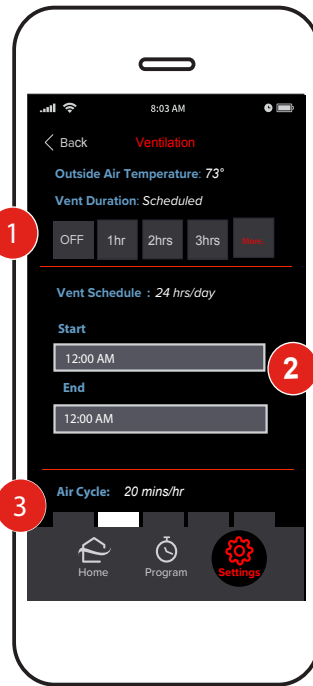 8:03 AM
Back Ventilation
Outside Air Temperature: 73°
Vent Duration: Scheduled
1
OFF 1hr 2hrs 3hrs More
Vent Schedule : 24 hrs/day
Start
12:00 AM
2
End
12:00 AM
3
Air Cycle: 20 mins/hr
Home Program Settings